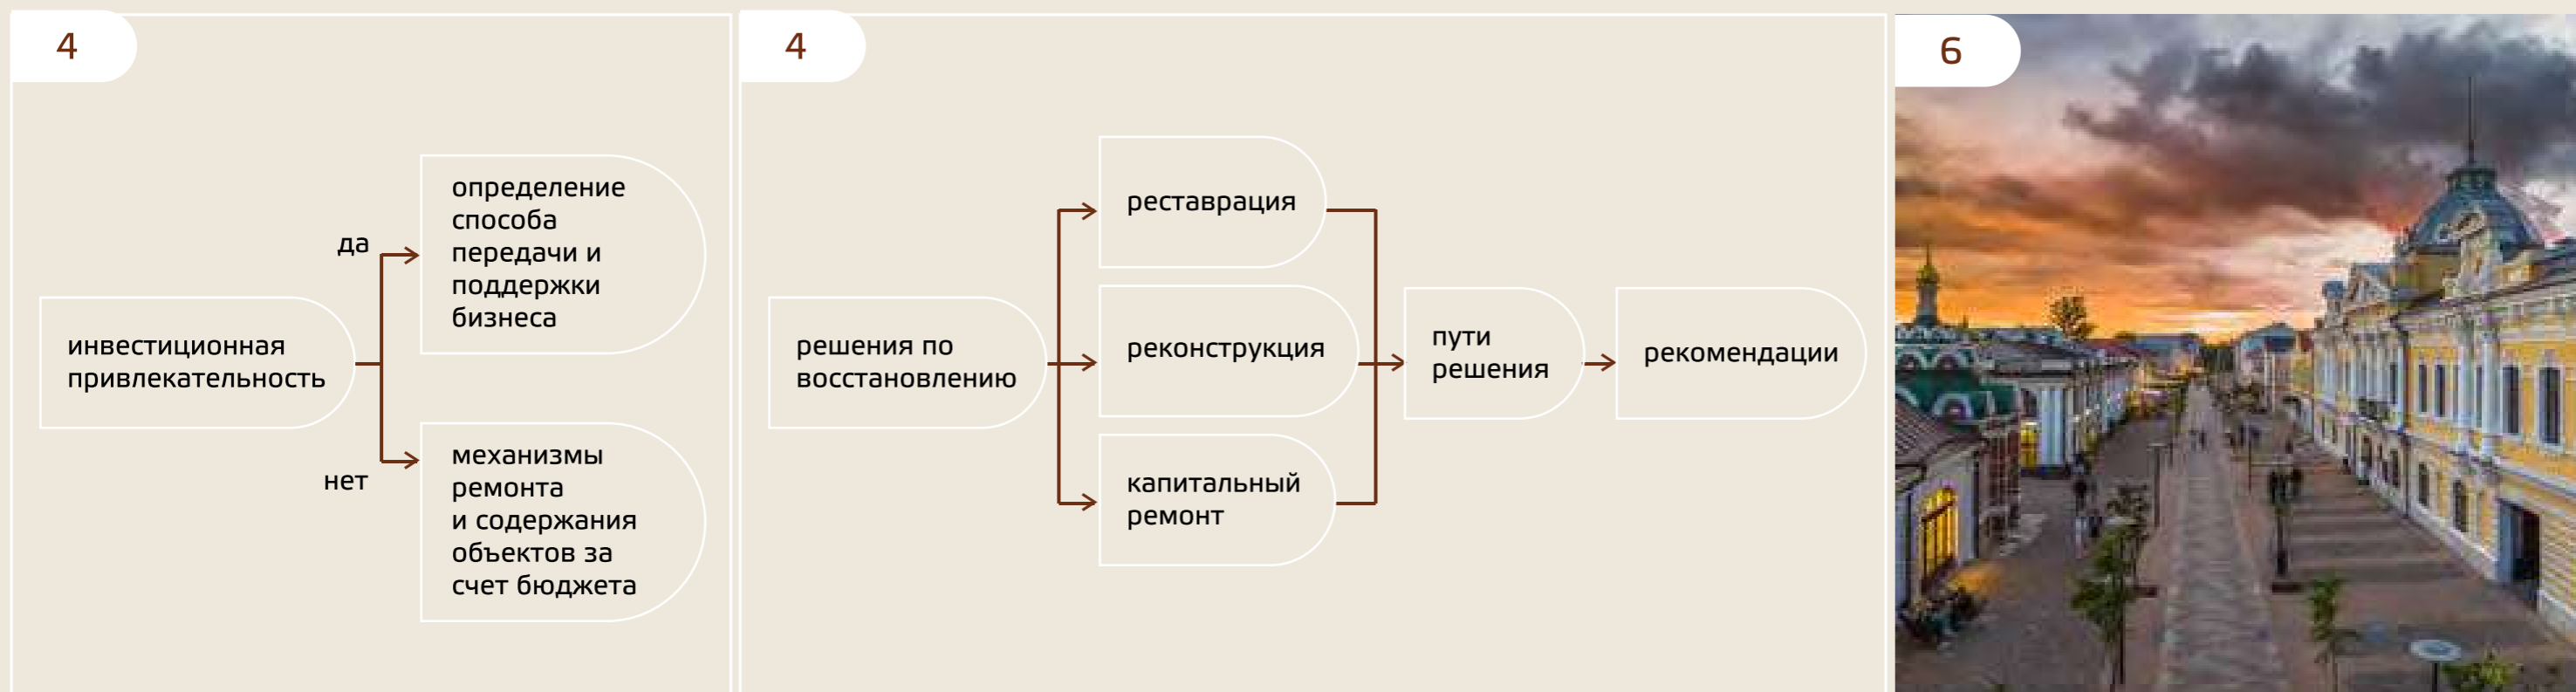 4
инвестиционная
привлекательность
да
определение
способа
передачи и
поддержки
бизнеса
нет
механизмы
ремонта
и содержания
объектов за
счет бюджета
4
решения по
восстановлению
реставрация
реконструкция
капитальный
ремонт
пути
решения
рекомендации
6